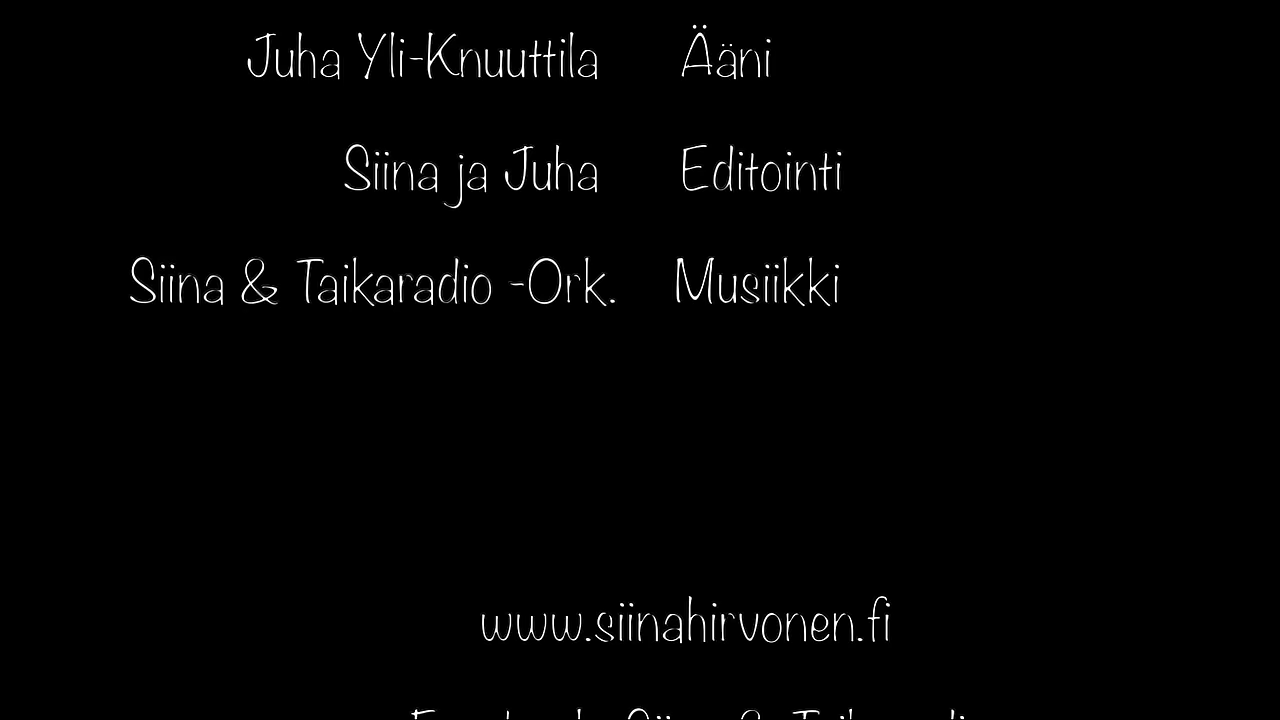 Juha Yli-Knuuttila Ääni
Siina ja Juha Editointi
Siina & Taikaradio -Ork. Musiikki
www.siinahirvonen.fi